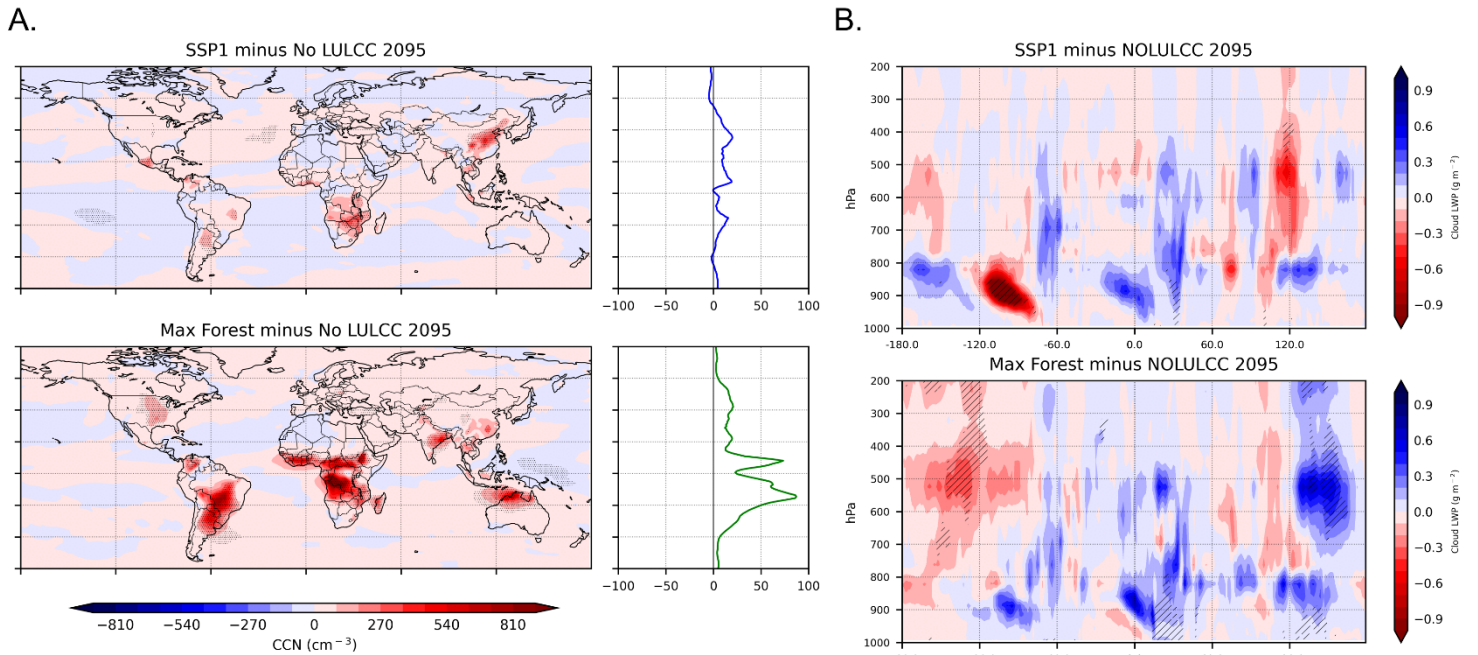 A.
SSP1 minus No LULCC 2095
−100 −50 0 50 100
Max Forest minus No LULCC 2095
−100 −50 0 50 100
−810 −540 −270 0 270 540 810
CCN (cm−3)
B.
SSP1 minus NOLULCC 2095
200
300
400
500
600
700
800
900
1000
hPa
-180.0 -120.0 -60.0 0.0 60.0 120.0
0.9
0.6
0.3
0.0
−0.3
−0.6
−0.9
Cloud LWP (g m−2)
Max Forest minus NOLULCC 2095
200
300
400
500
600
700
800
900
1000
hPa
0.9
0.6
0.3
0.0
−0.3
−0.6
−0.9
Cloud LWP (g m−2)